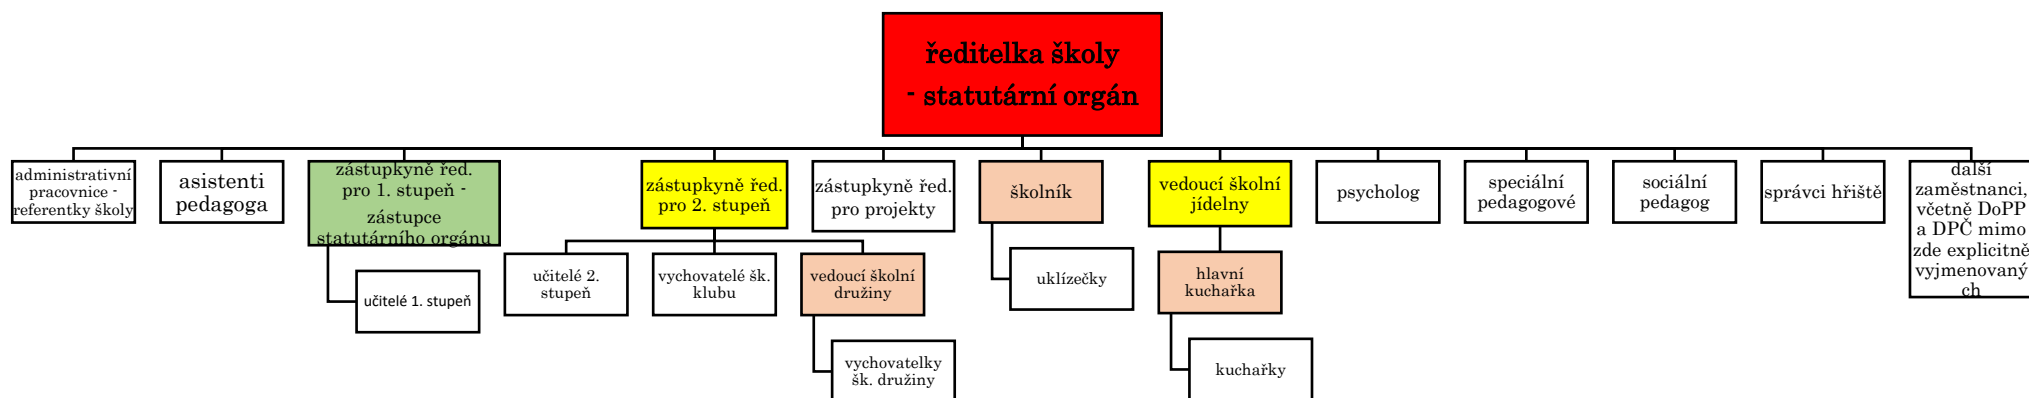 ředitelka školy
- statutární orgán
administrativní
pracovnice -
referentky školy
asistenti
pedagoga
zástupkyně řed.
pro 1. stupeň -
zástupce
statutárního orgánu
zástupkyně řed.
pro 2. stupeň
zástupkyně řed.
pro projekty
školník
vedoucí školní
jídelny
psycholog
speciální
pedagogové
sociální
pedagog
správci hřiště
další
zaměstnanci,
včetně DoPP
a DPČ mimo
zde explicitně
vyjmenovaný
ch
učitelé 1. stupeň
učitelé 2.
stupeň
vychovatelé šk.
klubu
vedoucí školní
družiny
uklízečky
hlavní
kuchařka
vychovatelky
šk. družiny
kuchařky